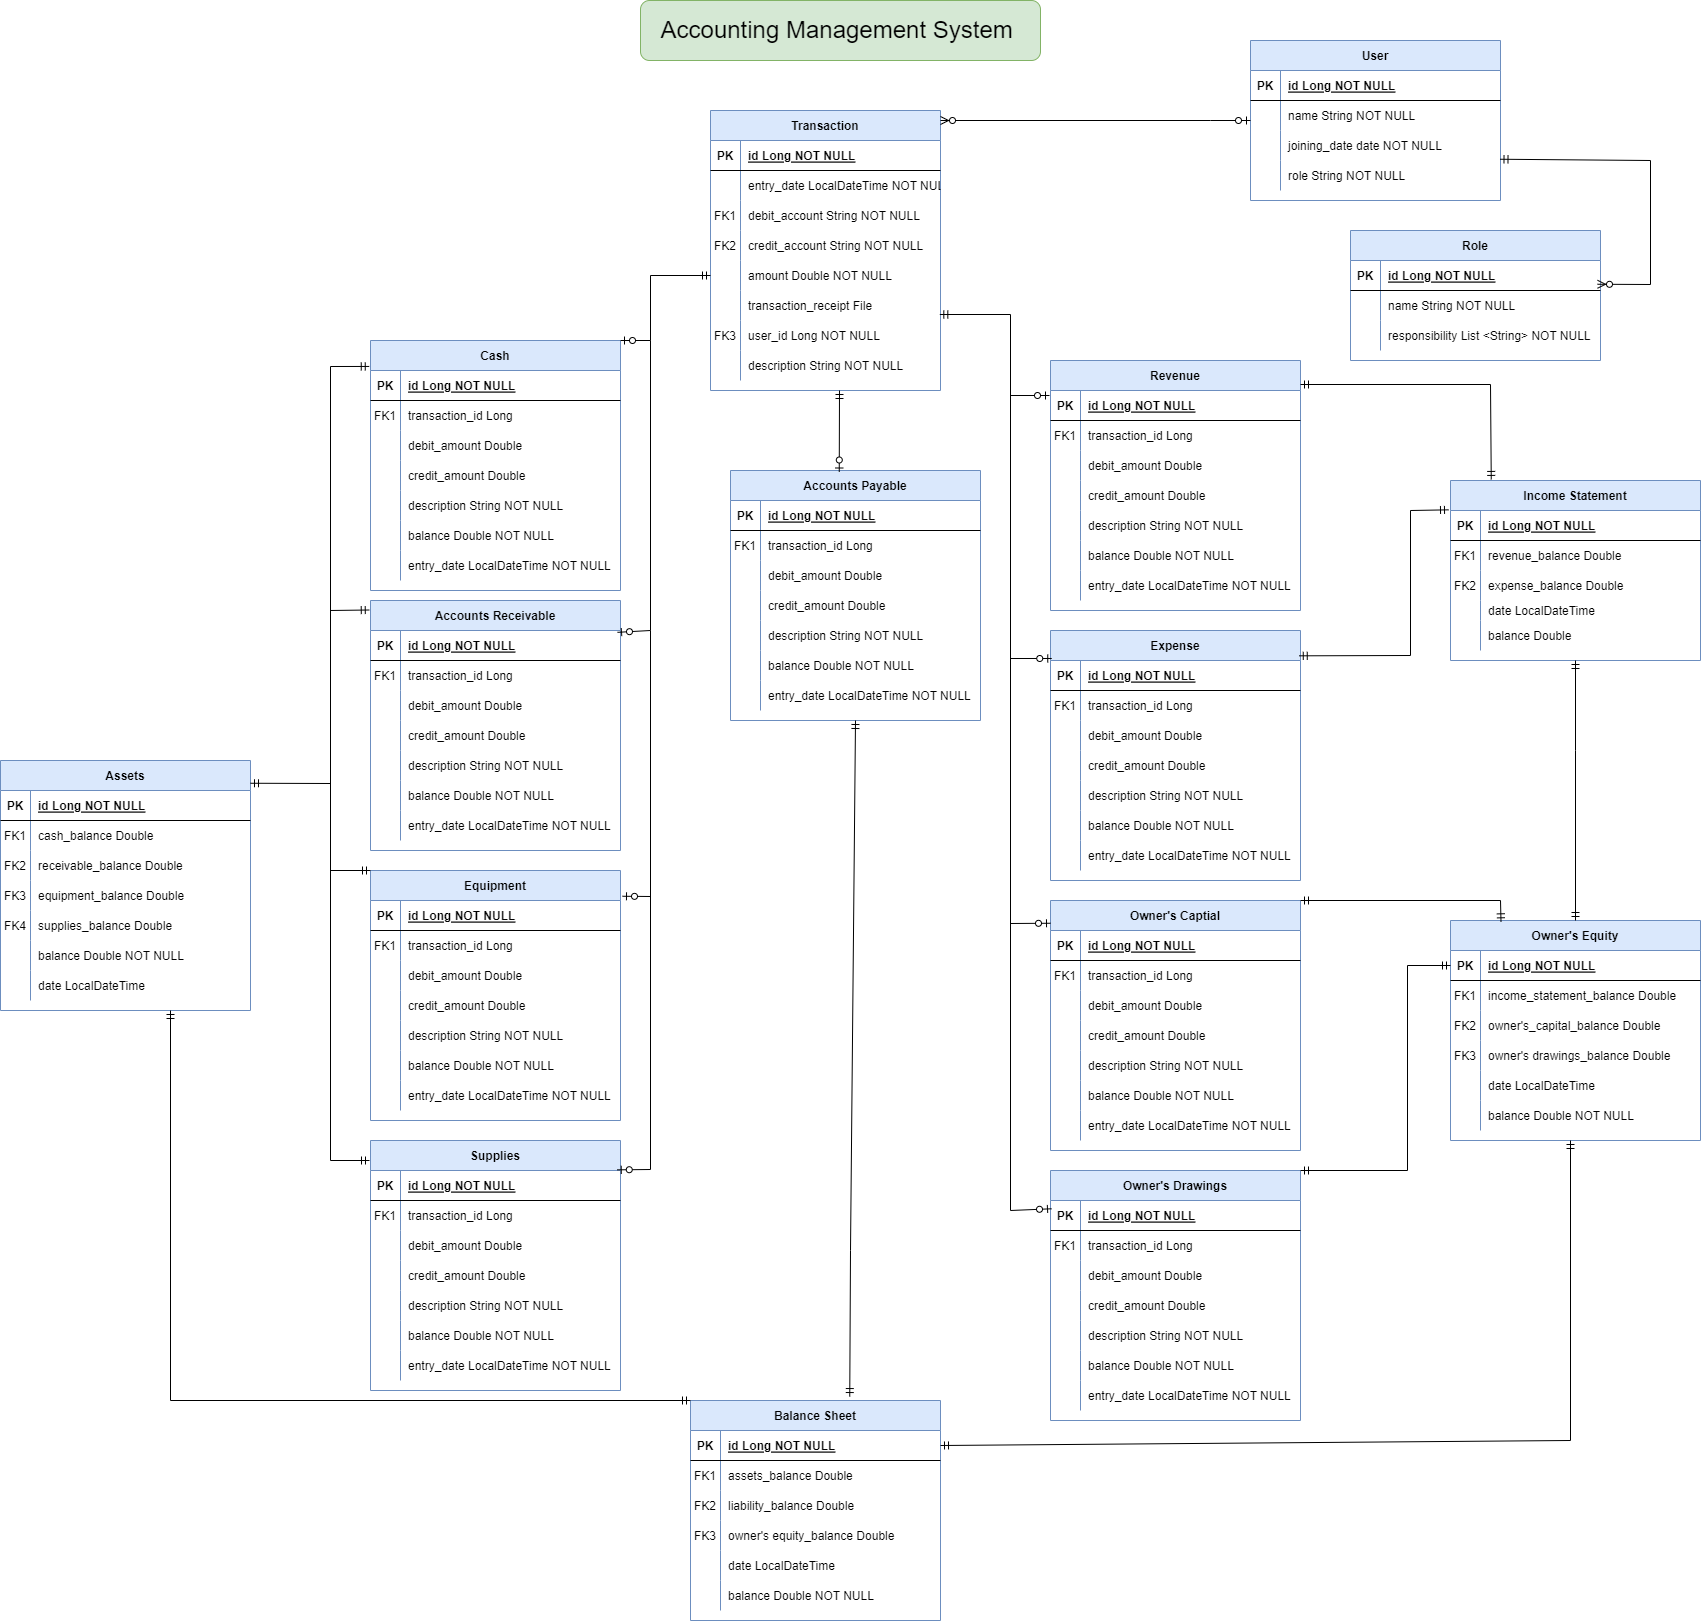 Accounting Management System
User
PK id Long NOT NULL
name String NOT NULL
joining_date date NOT NULL
role String NOT NULL
Transaction
PK id Long NOT NULL
entry_date LocalDateTime NOT NUL
FK1 debit_account String NOT NULL
FK2 credit_account String NOT NULL
amount Double NOT NULL
transaction_receipt File
FK3 user_id Long NOT NULL
description String NOT NULL
Role
PK id Long NOT NULL
name String NOT NULL
responsibility List <String> NOT NULL
Cash
PK id Long NOT NULL
FK1 transaction_id Long
debit_amount Double
credit_amount Double
description String NOT NULL
balance Double NOT NULL
entry_date LocalDateTime NOT NULL
Revenue
PK id Long NOT NULL
FK1 transaction_id Long
debit_amount Double
credit_amount Double
description String NOT NULL
balance Double NOT NULL
entry_date LocalDateTime NOT NULL
Accounts Payable
PK id Long NOT NULL
FK1 transaction_id Long
debit_amount Double
credit_amount Double
description String NOT NULL
balance Double NOT NULL
entry_date LocalDateTime NOT NULL
Income Statement
PK id Long NOT NULL
FK1 revenue_balance Double
FK2 expense_balance Double
date LocalDateTime
balance Double
Accounts Receivable
PK id Long NOT NULL
FK1 transaction_id Long
debit_amount Double
credit_amount Double
description String NOT NULL
balance Double NOT NULL
entry_date LocalDateTime NOT NULL
Expense
PK id Long NOT NULL
FK1 transaction_id Long
debit_amount Double
credit_amount Double
description String NOT NULL
balance Double NOT NULL
entry_date LocalDateTime NOT NULL
Assets
PK id Long NOT NULL
FK1 cash_balance Double
FK2 receivable_balance Double
FK3 equipment_balance Double
FK4 supplies_balance Double
balance Double NOT NULL
date LocalDateTime
Equipment
PK id Long NOT NULL
FK1 transaction_id Long
debit_amount Double
credit_amount Double
description String NOT NULL
balance Double NOT NULL
entry_date LocalDateTime NOT NULL
Owner's Captial
PK id Long NOT NULL
FK1 transaction_id Long
debit_amount Double
credit_amount Double
description String NOT NULL
balance Double NOT NULL
entry_date LocalDateTime NOT NULL
Owner's Equity
PK id Long NOT NULL
FK1 income_statement_balance Double
FK2 owner's_capital_balance Double
FK3 owner's drawings_balance Double
date LocalDateTime
balance Double NOT NULL
Supplies
PK id Long NOT NULL
FK1 transaction_id Long
debit_amount Double
credit_amount Double
description String NOT NULL
balance Double NOT NULL
entry_date LocalDateTime NOT NULL
Owner's Drawings
PK id Long NOT NULL
FK1 transaction_id Long
debit_amount Double
credit_amount Double
description String NOT NULL
balance Double NOT NULL
entry_date LocalDateTime NOT NULL
Balance Sheet
PK id Long NOT NULL
FK1 assets_balance Double
FK2 liability_balance Double
FK3 owner's equity_balance Double
date LocalDateTime
balance Double NOT NULL